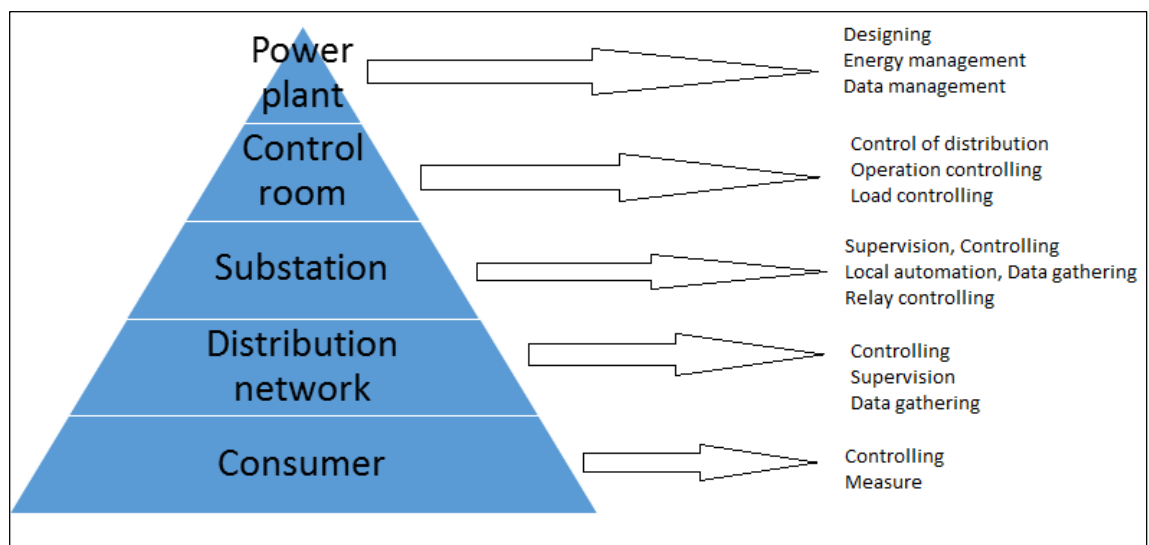 Power
plant
Designing
Energy management
Data management
Control
room
Control of distribution
Operation controlling
Load controlling
Substation
Supervision, Controlling
Local automation, Data gathering
Relay controlling
Distribution
network
Controlling
Supervision
Data gathering
Consumer
Controlling
Measure